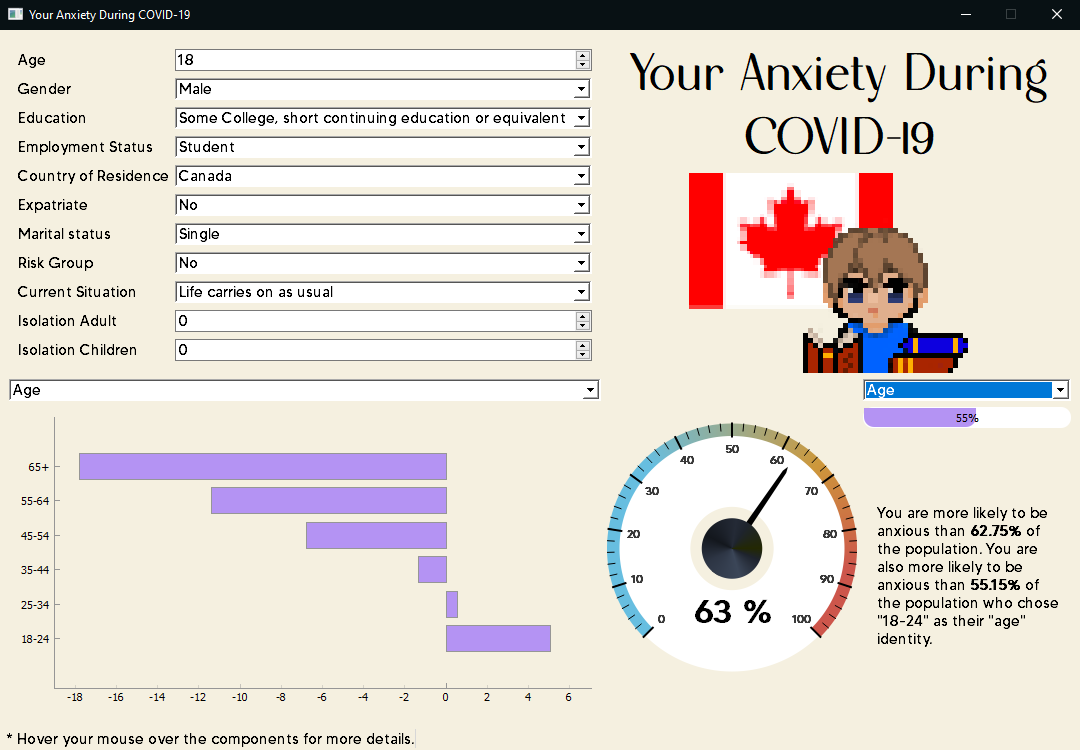 Your Anxiety During COVID-19
Age 18
Gender Male
Education Some College, short continuing education or equivalent
Employment Status Student
Country of Residence Canada
Expatriate No
Marital status Single
Risk Group No
Current Situation Life carries on as usual
Isolation Adult 0
Isolation Children 0
Your Anxiety During
COVID-19
Age
65+
55-64
45-54
35-44
25-34
18-24
-18 -16 -14 -12 -10 -8 -6 -4 -2 0 2 4 6
Age
55%
0 10 20 30 40 50 60 70 80 90 100
63 %
You are more likely to be
anxious than 62.75% of
the population. You are
also more likely to be
anxious than 55.15% of
the population who chose
"18-24" as their "age"
identity.
* Hover your mouse over the components for more details.